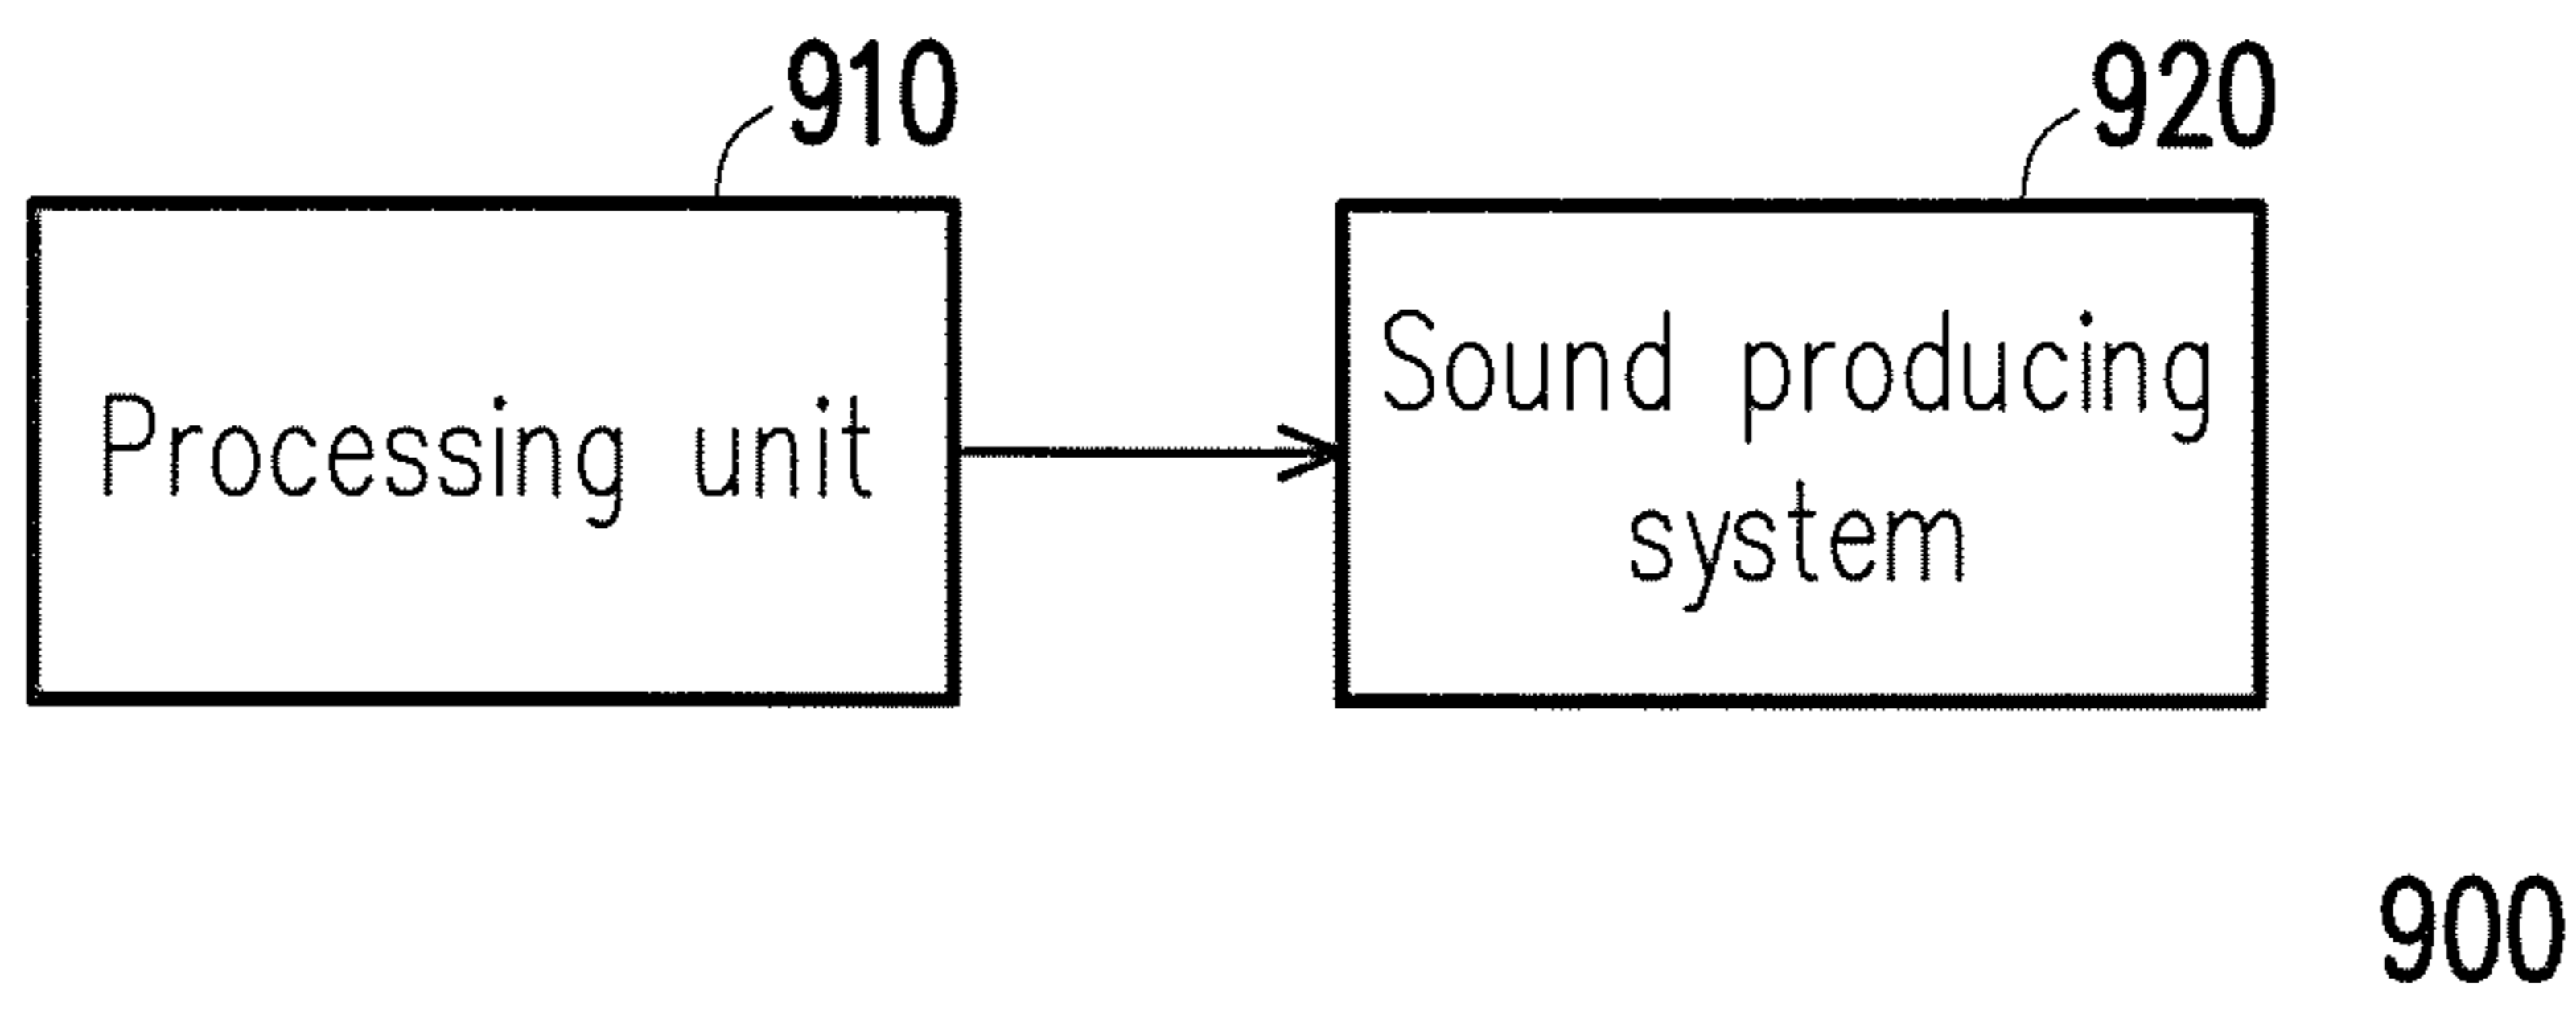 910
920
Processing unit
Sound producing
system
900